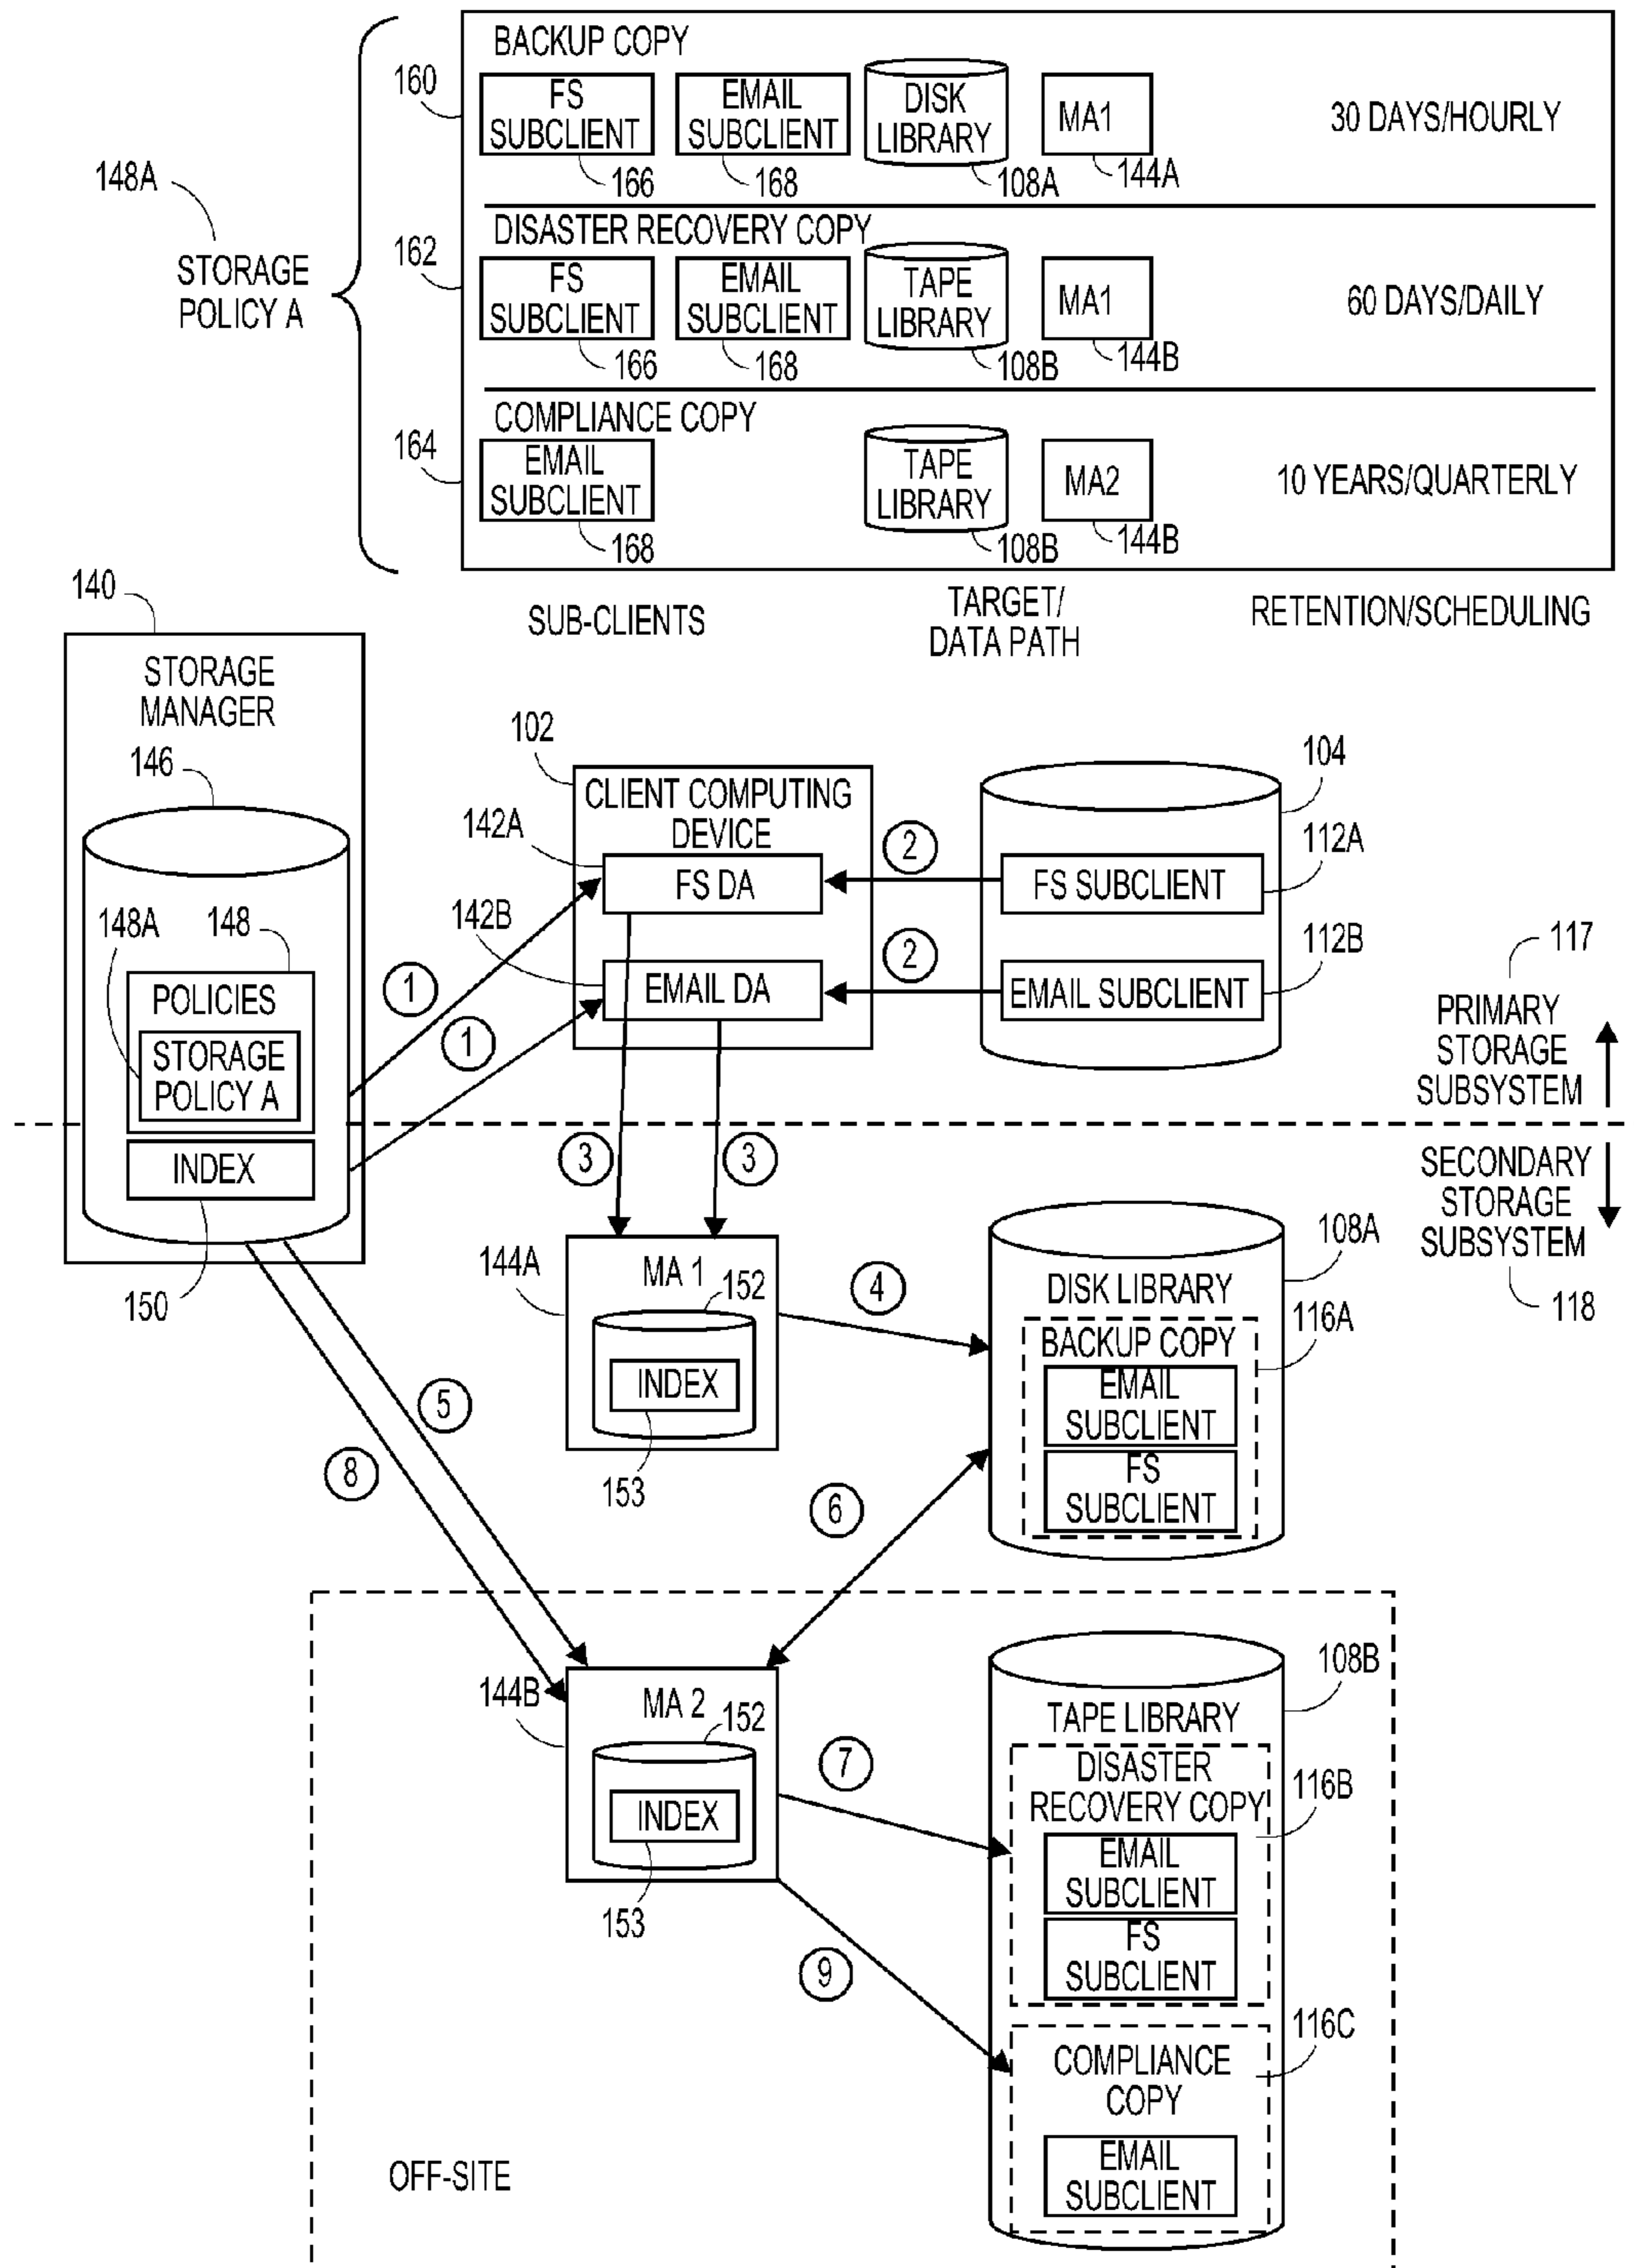 BACKUP COPY
160
FS
SUBCLIENT
166
EMAIL
SUBCLIENT
168
DISK
LIBRARY
108A
MA1
144A
30 DAYS/HOURLY
148A
STORAGE
POLICY A
DISASTER RECOVERY COPY
162
FS
SUBCLIENT
166
EMAIL
SUBCLIENT
168
TAPE
LIBRARY
108B
MA1
144B
60 DAYS/DAILY
COMPLIANCE COPY
164
EMAIL
SUBCLIENT
168
TAPE
LIBRARY
108B
MA2
144B
10 YEARS/QUARTERLY
SUB-CLIENTS
TARGET/
DATA PATH
RETENTION/SCHEDULING
140
STORAGE
MANAGER
146
148A
148
POLICIES
STORAGE
POLICY A
INDEX
150
102
CLIENT COMPUTING
DEVICE
142A
FS DA
142B
EMAIL DA
1
1
2
2
104
FS SUBCLIENT
112A
EMAIL SUBCLIENT
112B
117
PRIMARY
STORAGE
SUBSYSTEM
SECONDARY
STORAGE
SUBSYSTEM
118
3
3
144A
MA 1
152
INDEX
153
4
108A
DISK LIBRARY
116A
BACKUP COPY
EMAIL
SUBCLIENT
FS
SUBCLIENT
5
8
6
144B
MA 2
152
INDEX
153
7
9
108B
TAPE LIBRARY
DISASTER
RECOVERY COPY
116B
EMAIL
SUBCLIENT
FS
SUBCLIENT
116C
COMPLIANCE
COPY
EMAIL
SUBCLIENT
OFF-SITE